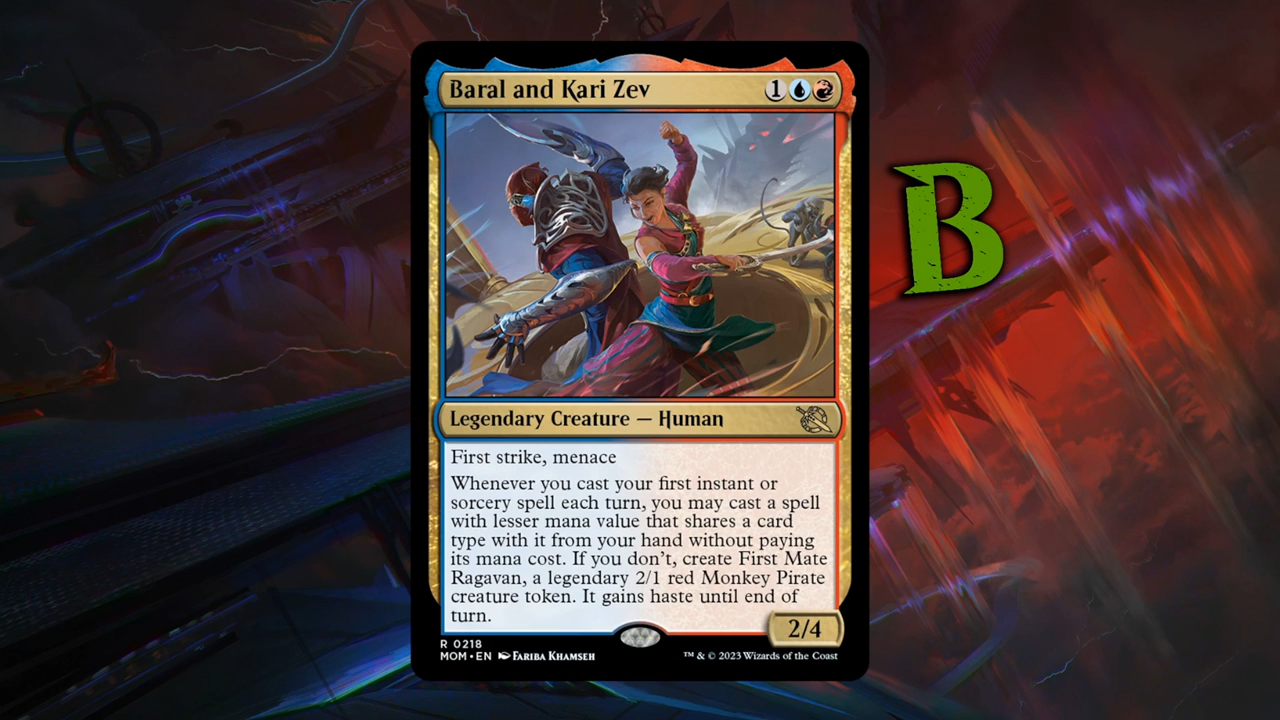 Baral and Kari Zev
1
B
Legendary Creature — Human
First strike, menace
Whenever you cast your first instant or
sorcery spell each turn, you may cast a spell
with lesser mana value that shares a card
type with it from your hand without paying
its mana cost. If you don't, create First Mate
Ragavan, a legendary 2/1 red Monkey Pirate
creature token. It gains haste until end of
turn.
2/4
R 0218
MOM • EN Fariba Khamseh
™ & © 2023 Wizards of the Coast